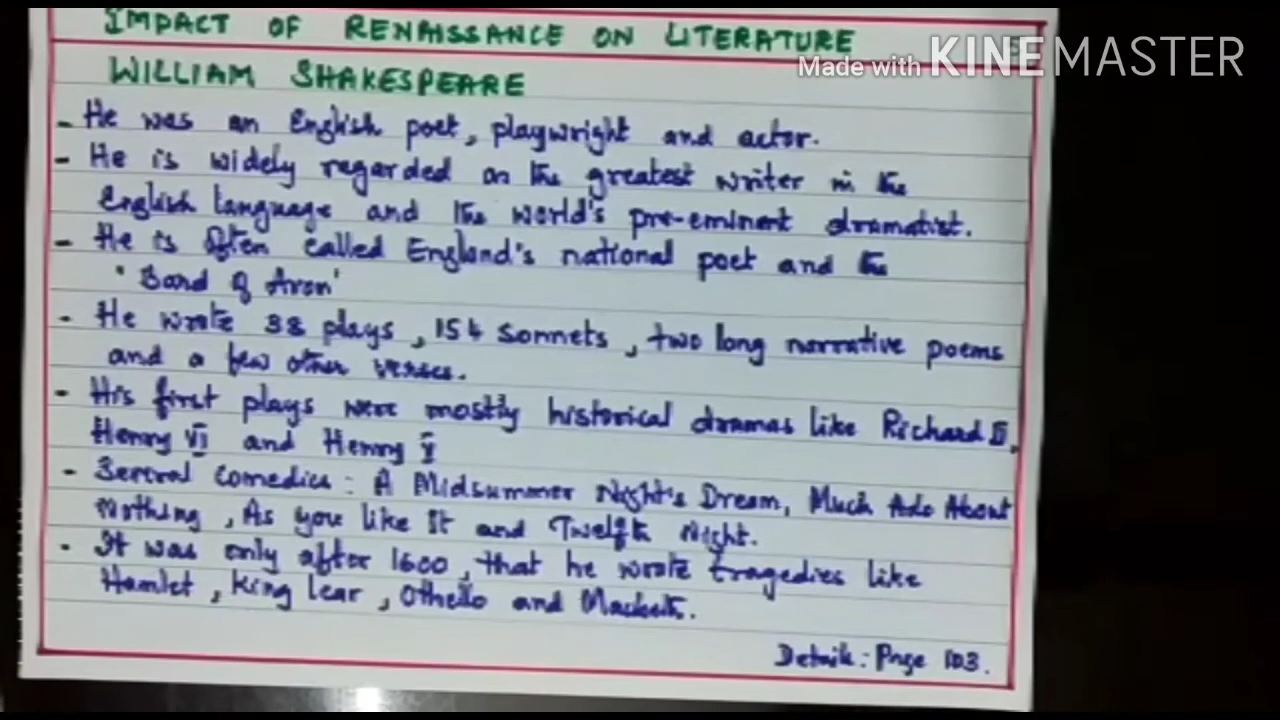 IMPACT OF RENAISSANCE ON LITERATURE
Made with KINEMASTER
WILLIAM SHAKESPEARE
- He was an English poet, playwright and actor.
- He is widely regarded as the greatest writer in the
English language and the world's pre-eminent dramatist.
- He is often called England's national poet and the
'Bard of Avon'
- He wrote 38 plays, 154 sonnets, two long narrative poems
and a few other verses.
- His first plays were mostly historical dramas like Richard II,
Henry VI and Henry V
- Several comedies: A Midsummer Night's Dream, Much Ado About
Nothing, As you like It and Twelfth Night.
- It was only after 1600, that he wrote tragedies like
Hamlet, King Lear, Othello and Macbeth.
Details: Page 103.